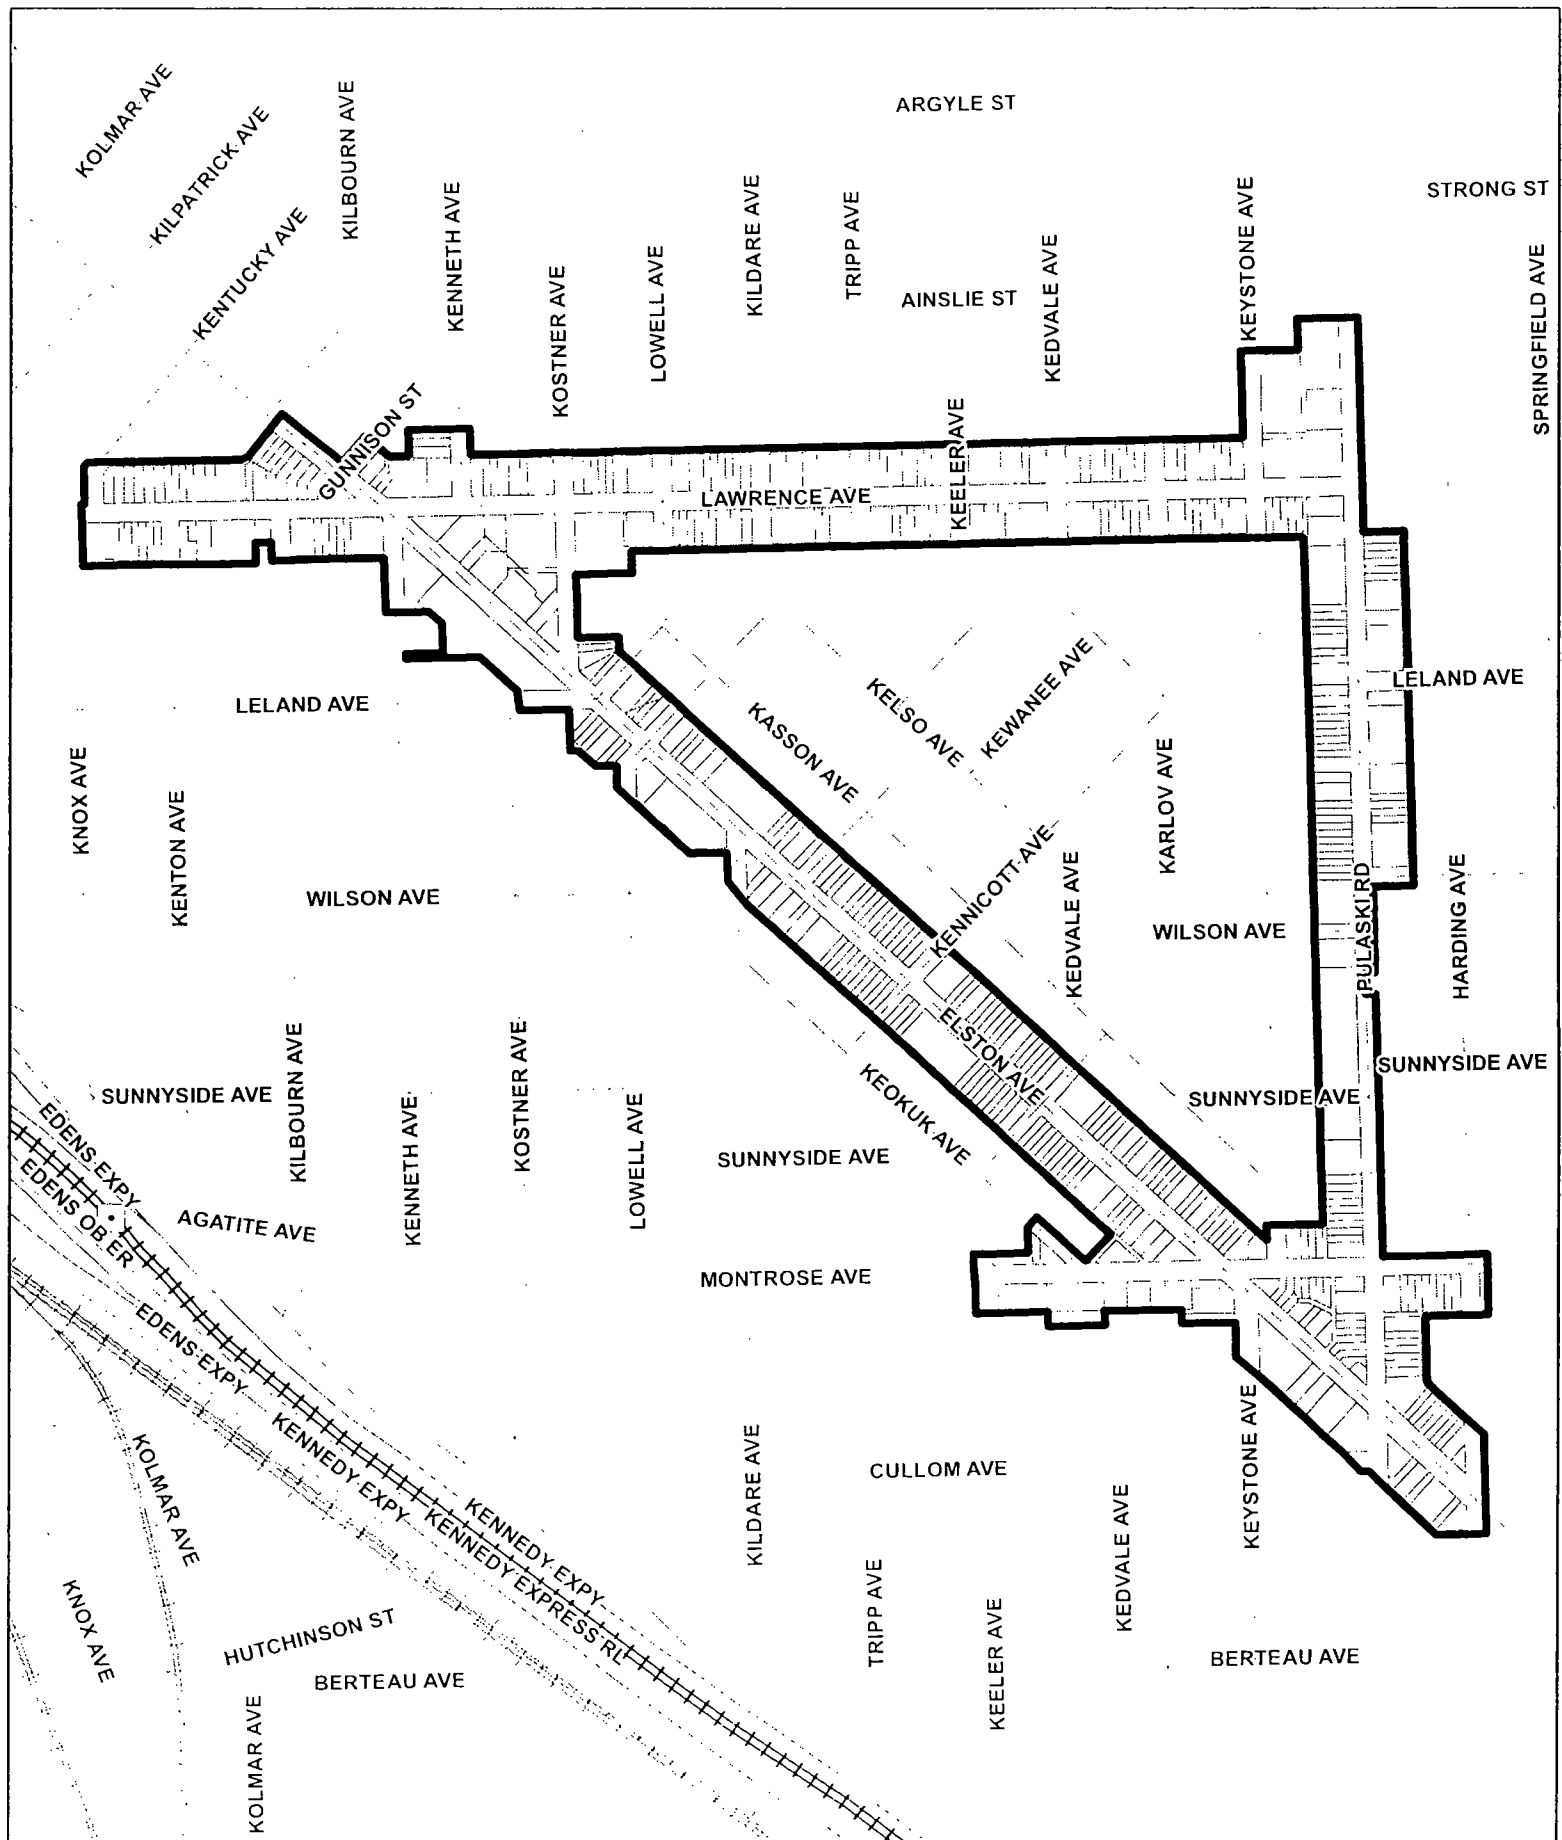 KOLMAR AVE
KILPATRICK AVE
KENTUCKY AVE
KILBOURN AVE
KENNETH AVE
KOSTNER AVE
LOWELL AVE
KILDARE AVE
TRIPP AVE
ARGYLE ST
AINSLIE ST
KEDVALE AVE
KEYSTONE AVE
STRONG ST
SPRINGFIELD AVE
GUNNISON ST
LAWRENCE AVE
KEELER AVE
LELAND AVE
LELAND AVE
KASSON AVE
KELSO AVE
KEWANEE AVE
KNOX AVE
KENTON AVE
WILSON AVE
KENNICOTT AVE
KEDVALE AVE
KARLOV AVE
WILSON AVE
PULASKI RD
HARDING AVE
ELSTON AVE
KEOKUK AVE
SUNNYSIDE AVE
SUNNYSIDE AVE
SUNNYSIDE AVE
SUNNYSIDE AVE
KILBOURN AVE
KENNETH AVE
KOSTNER AVE
LOWELL AVE
EDENS EXPY
EDENS OB ER
AGATITE AVE
MONTROSE AVE
EDENS EXPY
KENNEDY EXPY
KENNEDY EXPY
KENNEDY EXPRESS RL
KOLMAR AVE
KNOX AVE
HUTCHINSON ST
BERTEAU AVE
KOLMAR AVE
KILDARE AVE
CULLOM AVE
TRIPP AVE
KEELER AVE
KEDVALE AVE
KEYSTONE AVE
BERTEAU AVE